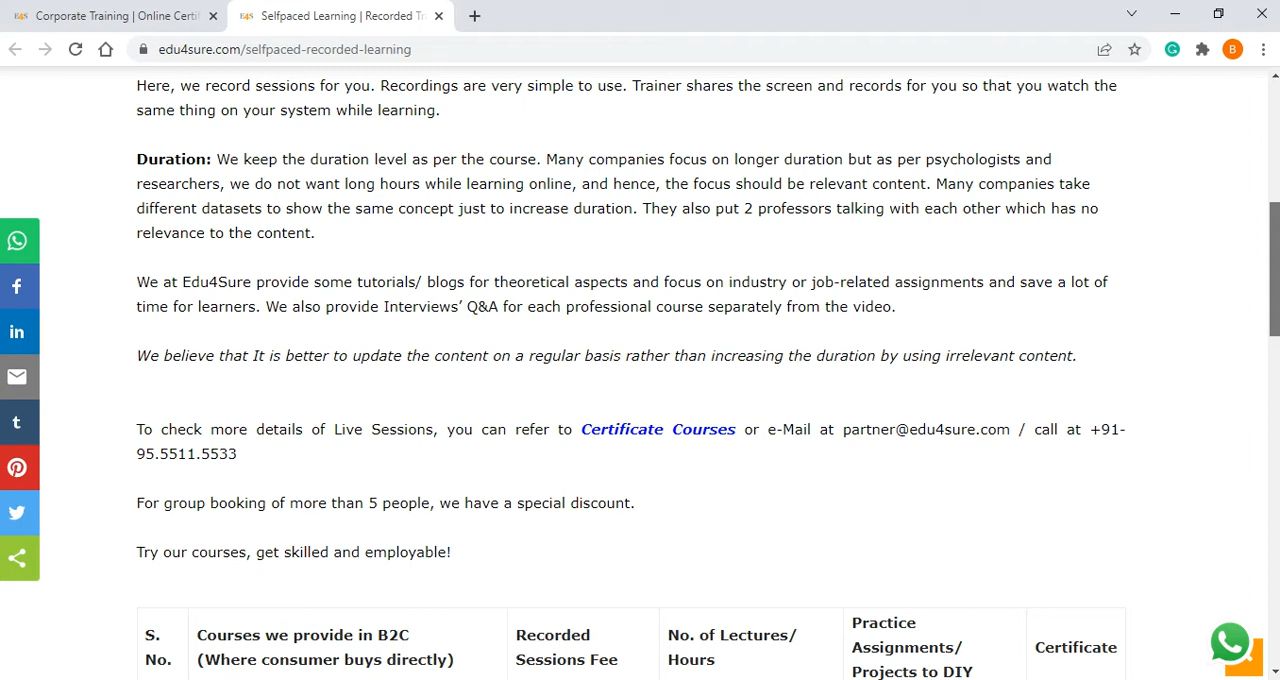 Corporate Training | Online Certif
Selfpaced Learning | Recorded Tr
edu4sure.com/selfpaced-recorded-learning
B
Here, we record sessions for you. Recordings are very simple to use. Trainer shares the screen and records for you so that you watch the
same thing on your system while learning.
Duration: We keep the duration level as per the course. Many companies focus on longer duration but as per psychologists and
researchers, we do not want long hours while learning online, and hence, the focus should be relevant content. Many companies take
different datasets to show the same concept just to increase duration. They also put 2 professors talking with each other which has no
relevance to the content.
We at Edu4Sure provide some tutorials/ blogs for theoretical aspects and focus on industry or job-related assignments and save a lot of
time for learners. We also provide Interviews’ Q&A for each professional course separately from the video.
We believe that It is better to update the content on a regular basis rather than increasing the duration by using irrelevant content.
To check more details of Live Sessions, you can refer to Certificate Courses or e-Mail at partner@edu4sure.com / call at +91-
95.5511.5533
For group booking of more than 5 people, we have a special discount.
Try our courses, get skilled and employable!
S.
No.
Courses we provide in B2C
(Where consumer buys directly)
Recorded
Sessions Fee
No. of Lectures/
Hours
Practice
Assignments/
Projects to DIY
Certificate